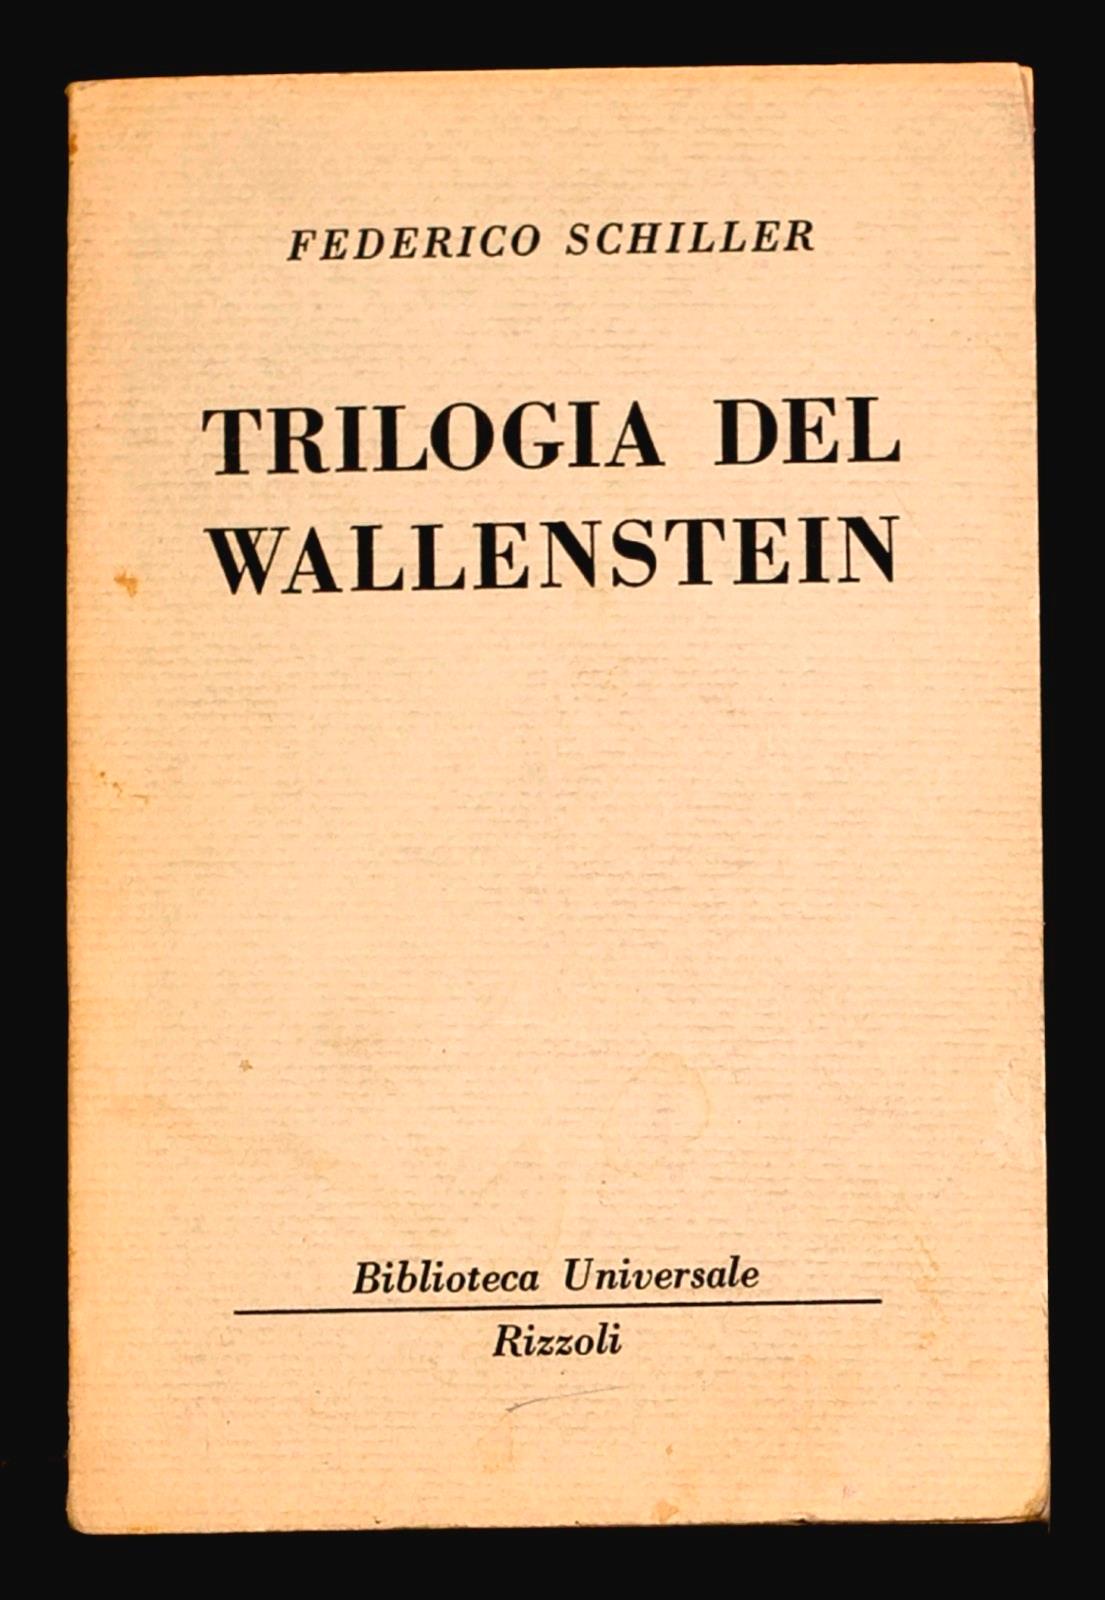 FEDERICO SCHILLER
TRILOGIA DEL
WALLENSTEIN
Biblioteca Universale
Rizzoli